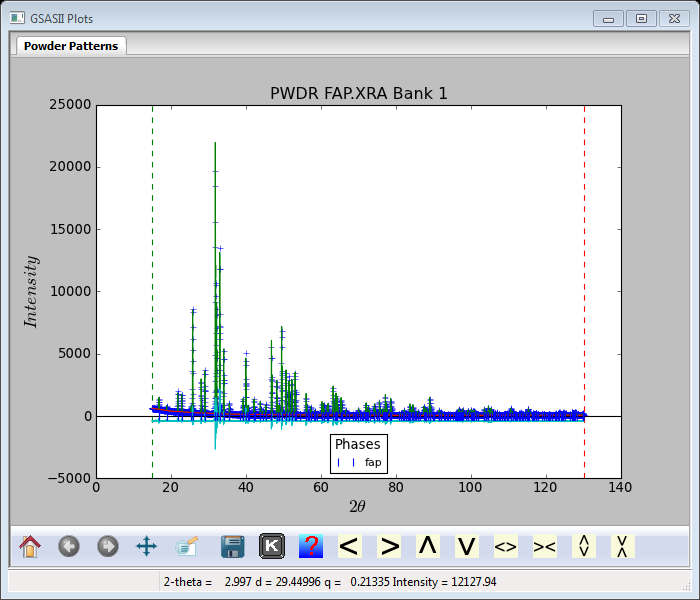 GSASII Plots
Powder Patterns
PWDR FAP.XRA Bank 1
25000
20000
15000
10000
5000
0
−5000
Intensity
0 20 40 60 80 100 120 140
2θ
Phases
fap
K ? < > Λ V <> ><
2-theta = 2.997 d = 29.44996 q = 0.21335 Intensity = 12127.94